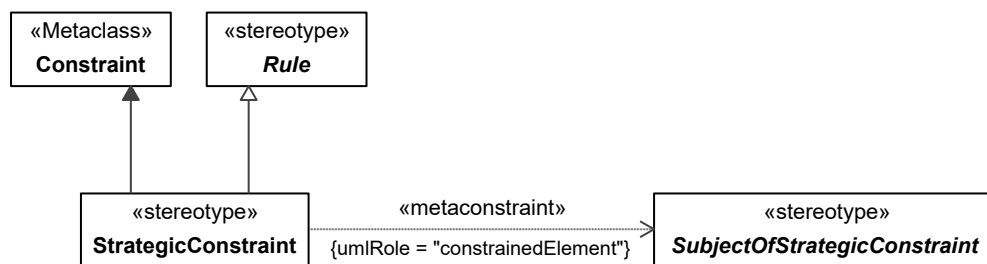 «Metaclass»
Constraint
«stereotype»
Rule
«stereotype»
StrategicConstraint
«metaconstraint»
{umlRole = "constrainedElement"}
«stereotype»
SubjectOfStrategicConstraint